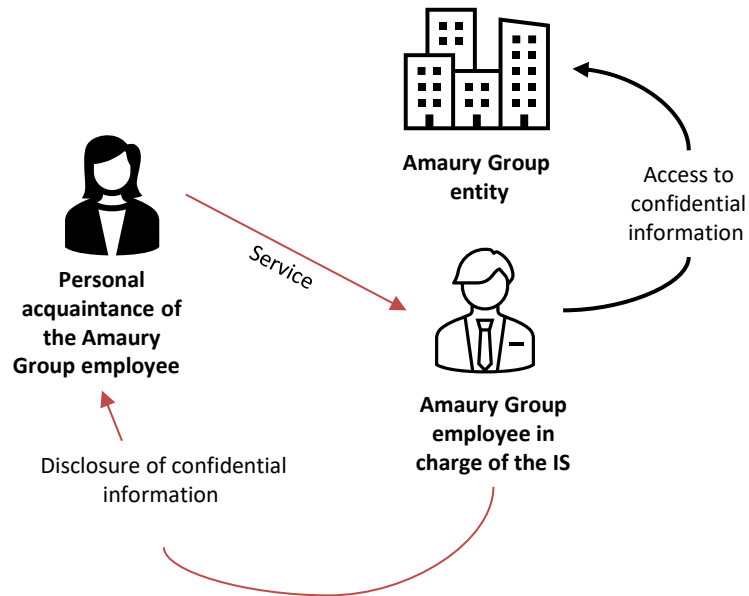 Amaury Group
entity
Access to
confidential
information
Service
Personal
acquaintance of
the Amaury
Group employee
Amaury Group
employee in
charge of the IS
Disclosure of confidential
information